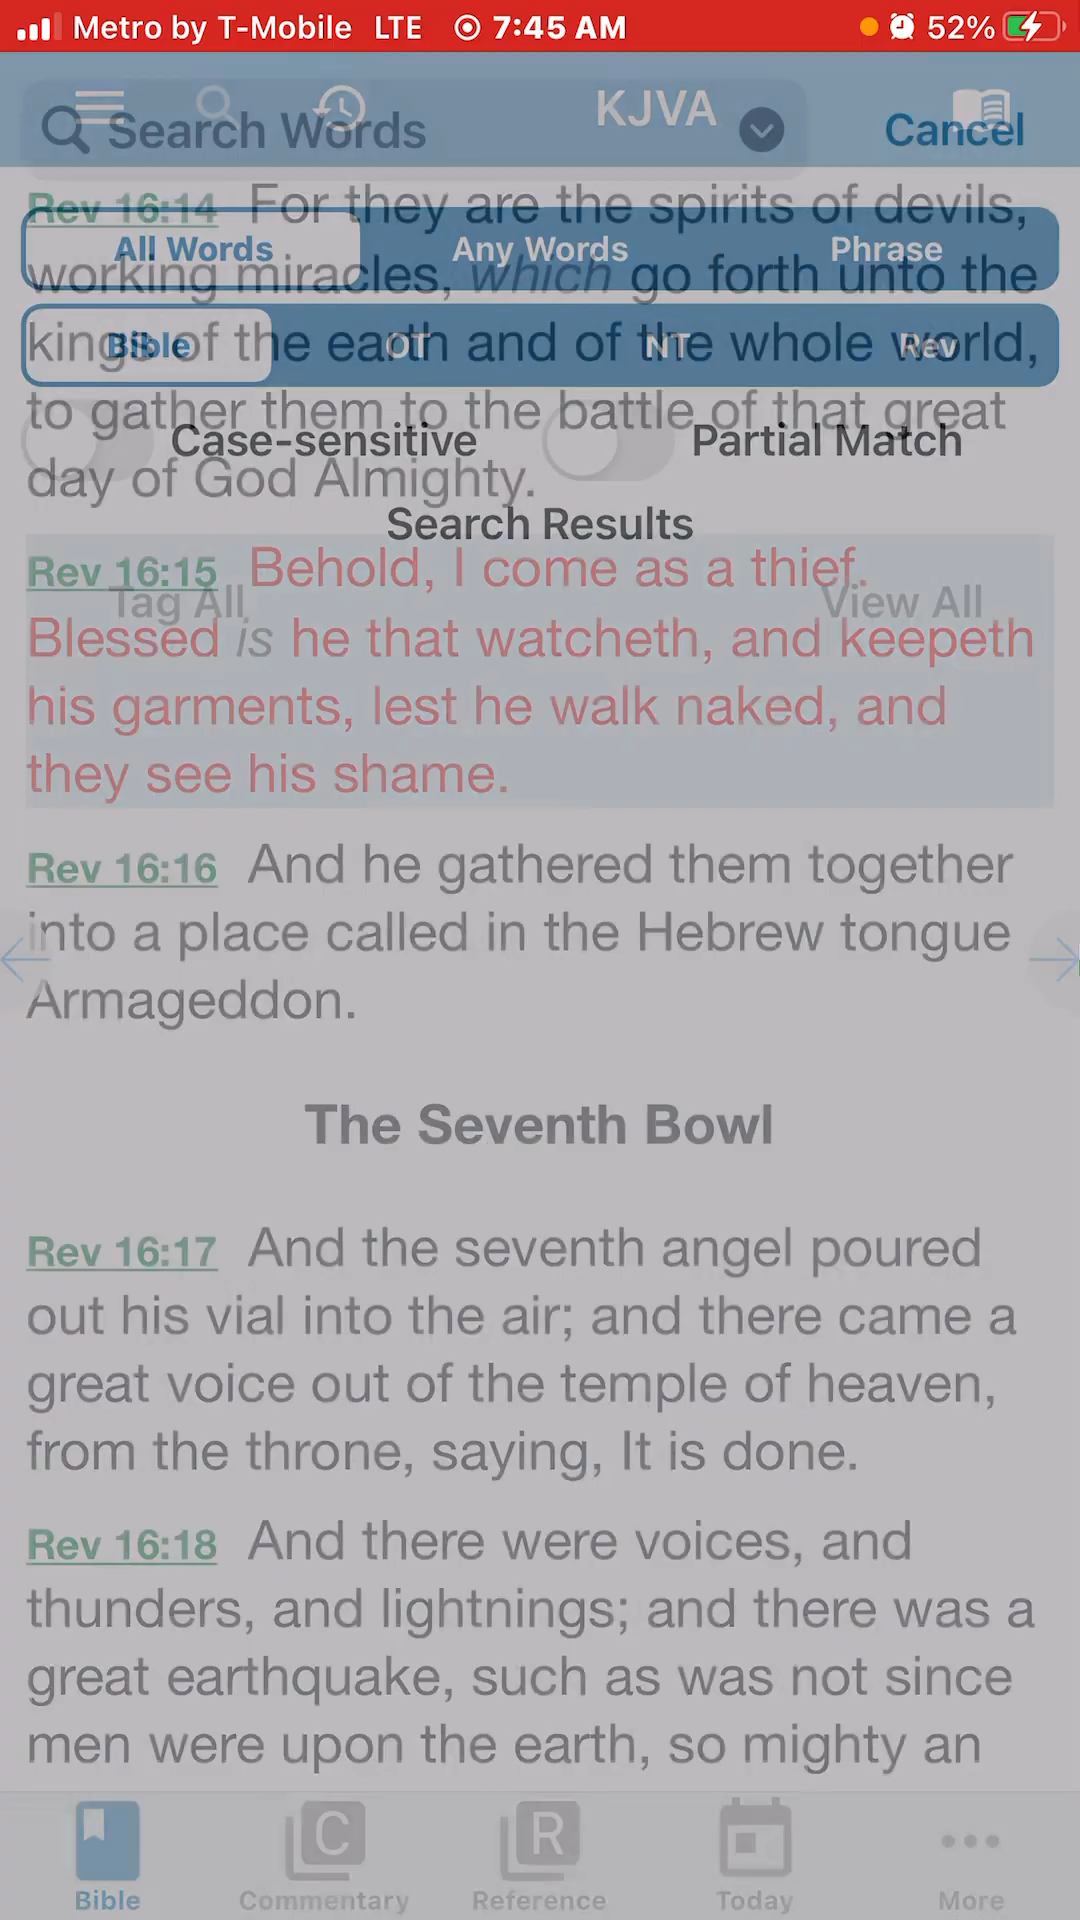 Metro by T-Mobile LTE 7:45 AM 52%
KJVA
Search Words Cancel
Rev 16:14 For they are the spirits of devils,
All Words Any Words Phrase
working miracles, which go forth unto the
kings of the earth and of the whole world,
Bible OT NT Rev
to gather them to the battle of that great
Case-sensitive Partial Match
day of God Almighty.
Search Results
Rev 16:15 Behold, I come as a thief.
Tag All View All
Blessed is he that watcheth, and keepeth
his garments, lest he walk naked, and
they see his shame.
Rev 16:16 And he gathered them together
into a place called in the Hebrew tongue
Armageddon.
The Seventh Bowl
Rev 16:17 And the seventh angel poured
out his vial into the air; and there came a
great voice out of the temple of heaven,
from the throne, saying, It is done.
Rev 16:18 And there were voices, and
thunders, and lightnings; and there was a
great earthquake, such as was not since
men were upon the earth, so mighty an
C R
Bible Commentary Reference Today More